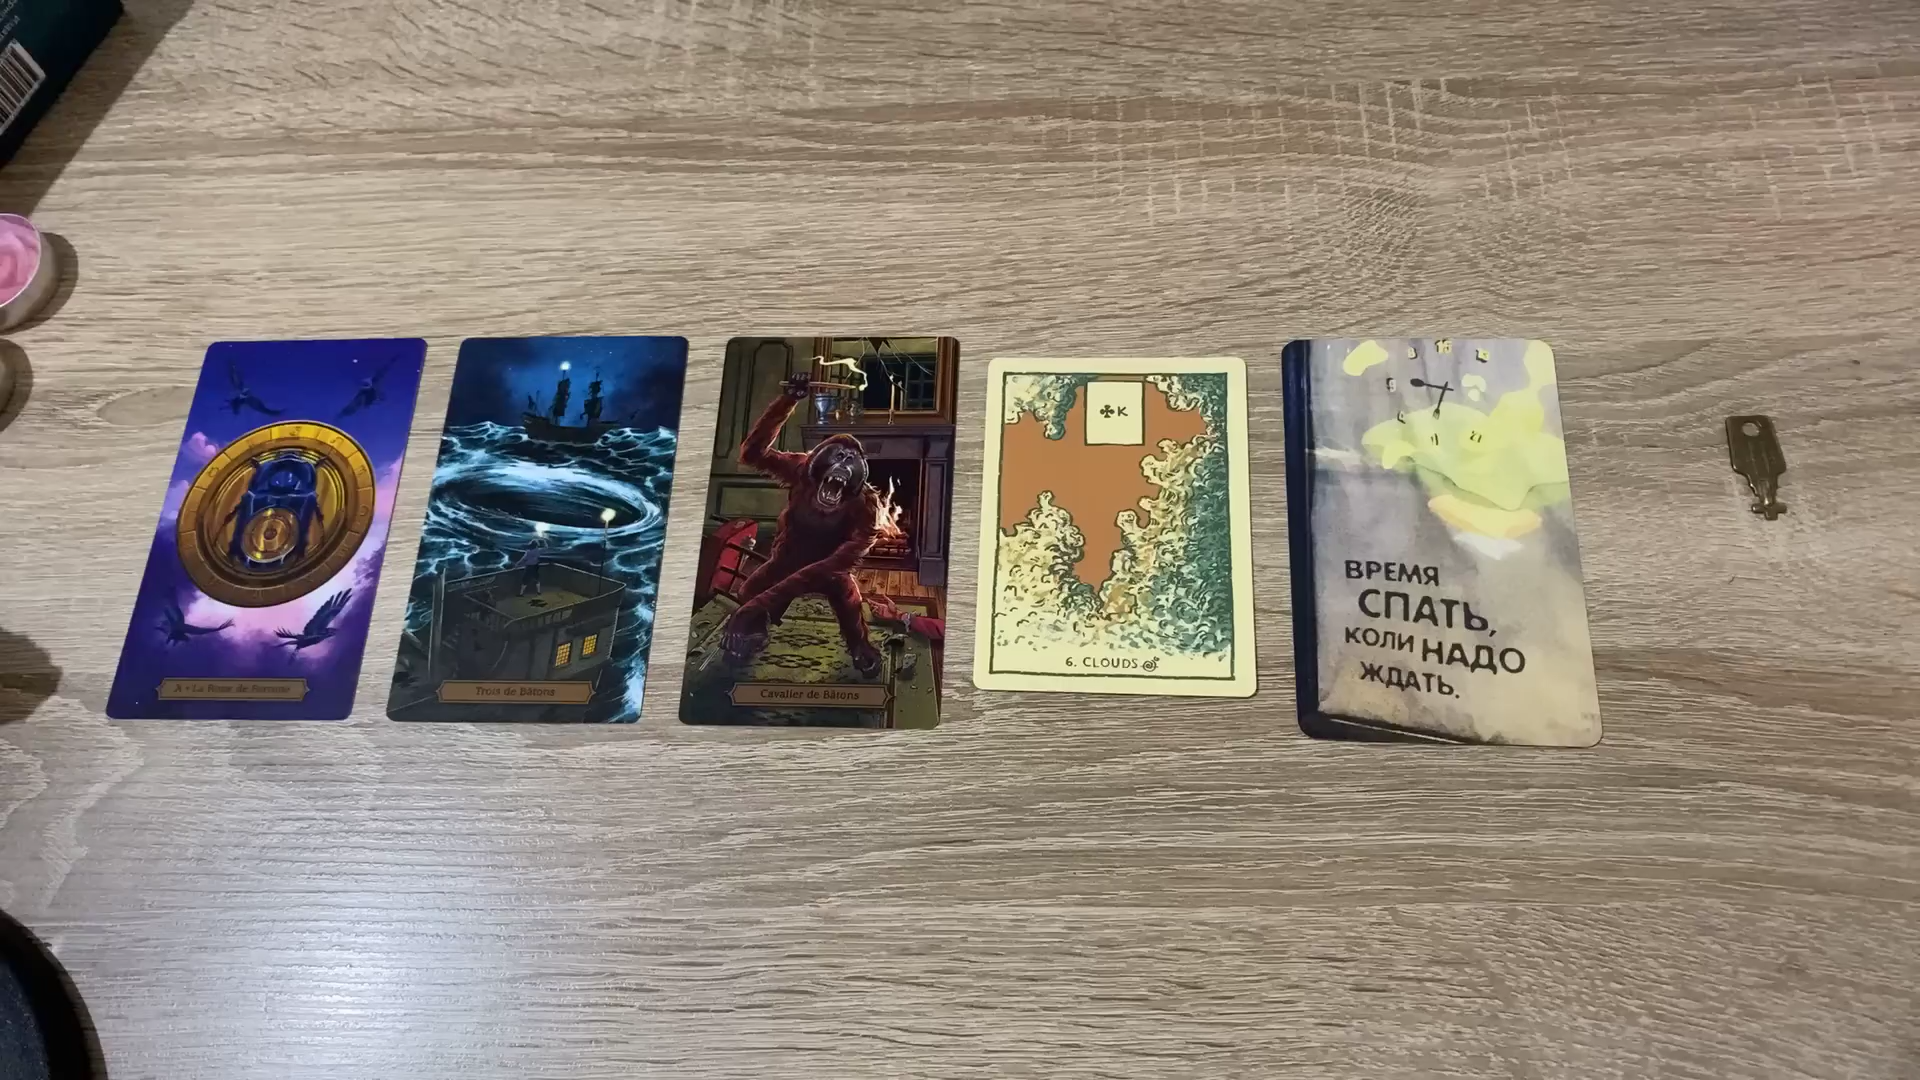 X • La Roue de Fortune
Trois de Bâtons
Cavalier de Bâtons
♣K
6. CLOUDS
ВРЕМЯ
СПАТЬ,
КОЛИ НАДО
ЖДАТЬ.